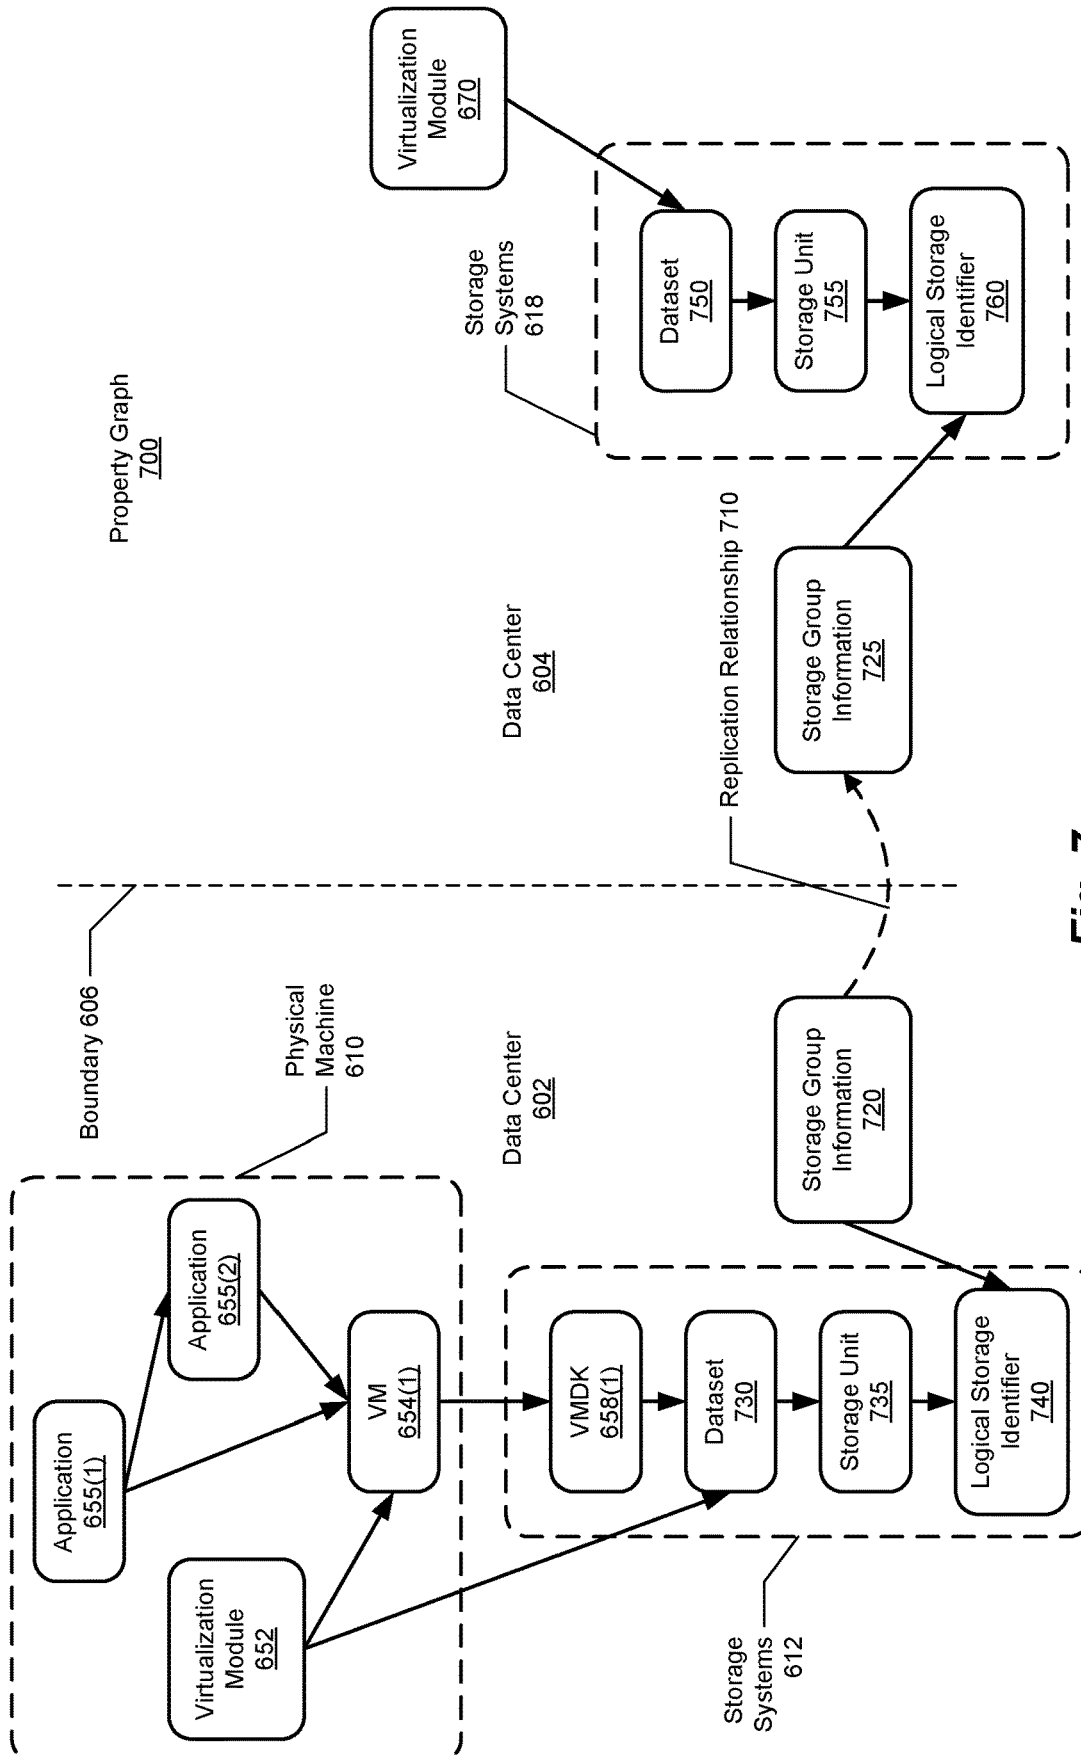 Property Graph
700
Boundary 606
Application
655(1)
Application
655(2)
Physical
Machine
610
Virtualization
Module
652
VM
654(1)
Data Center
602
Data Center
604
Storage
Systems
618
Virtualization
Module
670
VMDK
658(1)
Dataset
730
Storage Unit
735
Logical Storage
Identifier
740
Storage
Systems
612
Storage Group
Information
720
Replication Relationship 710
Storage Group
Information
725
Dataset
750
Storage Unit
755
Logical Storage
Identifier
760
Fig. 7